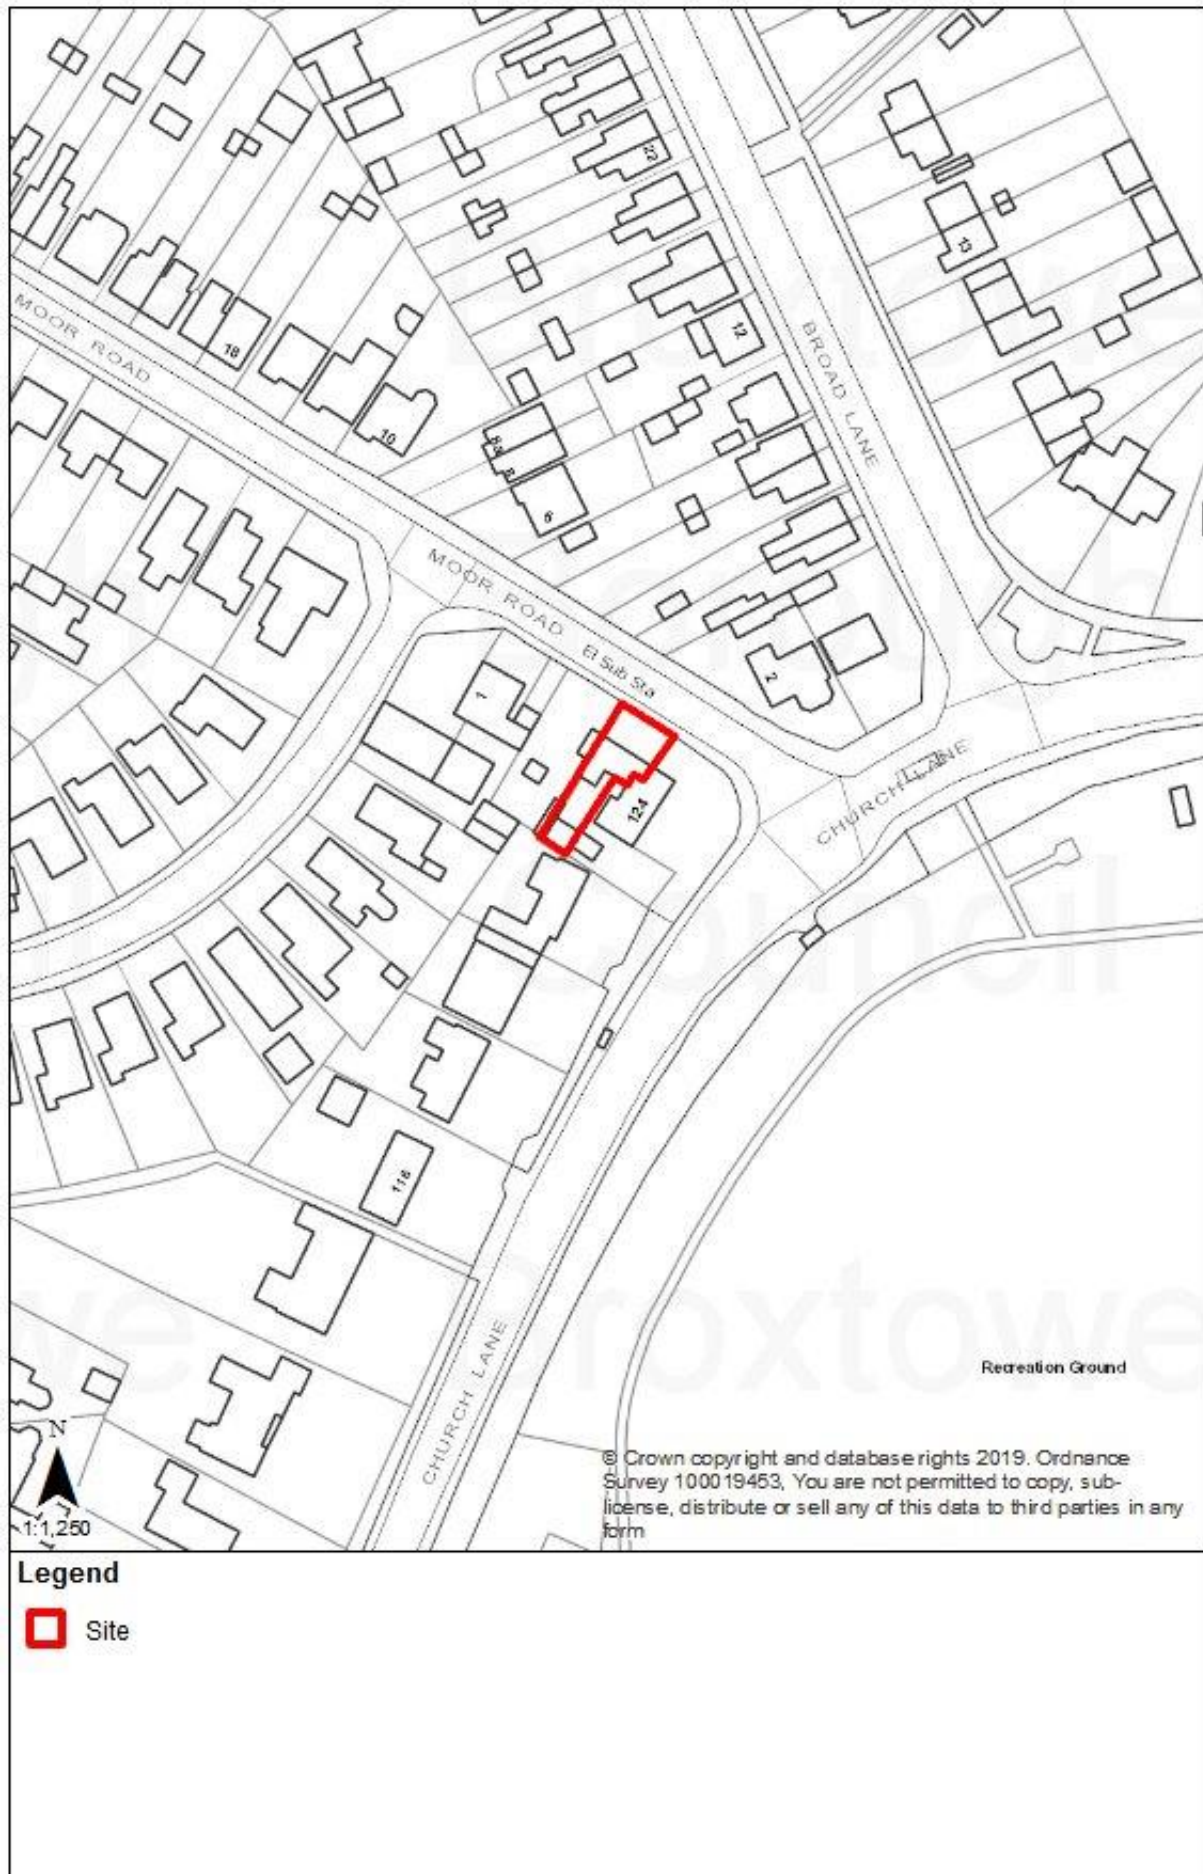 22
13
12
BROAD LANE
MOOR ROAD
18
10
8a
8
6
MOOR ROAD
El Sub Sta
2
1
CHURCH LANE
124
Council
116
CHURCH LANE
Broxtowe
Recreation Ground
N
1:1,250
© Crown copyright and database rights 2019. Ordnance
Survey 100019453, You are not permitted to copy, sub-
license, distribute or sell any of this data to third parties in any
form
Legend
Site